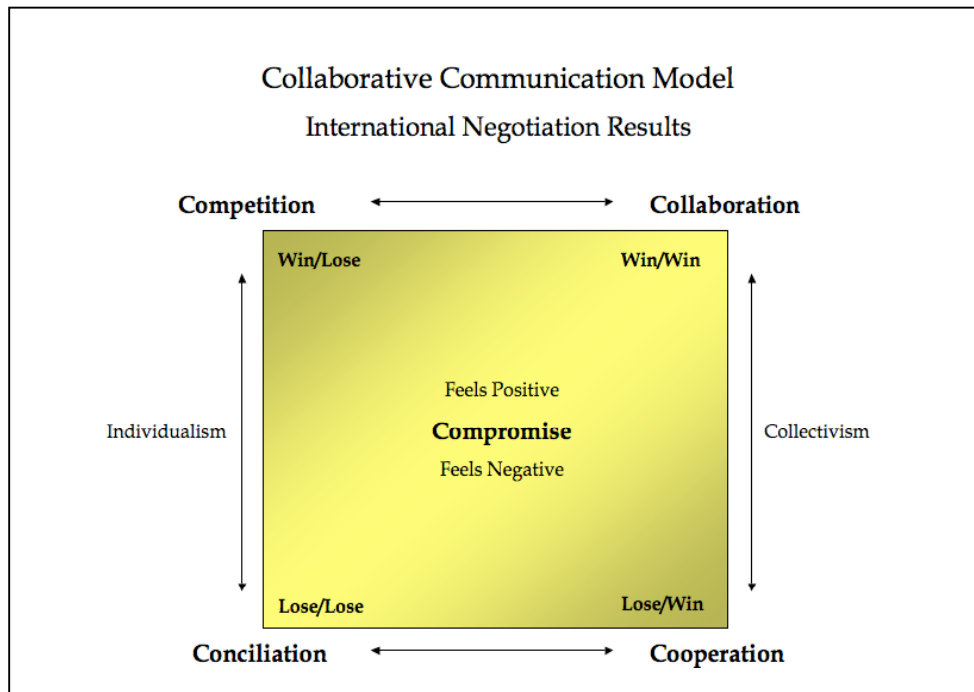 Collaborative Communication Model
International Negotiation Results
Competition
Collaboration
Win/Lose
Win/Win
Feels Positive
Individualism
Compromise
Collectivism
Feels Negative
Lose/Lose
Lose/Win
Conciliation
Cooperation